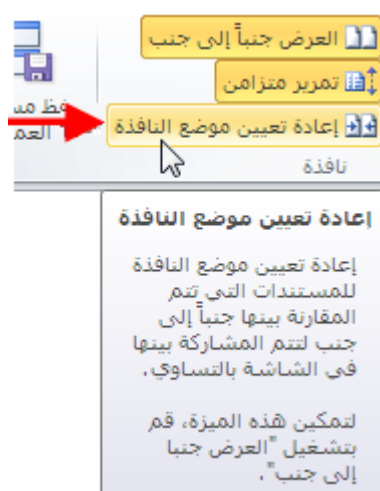 العرض جنباً إلى جنب
تمرير متزامن
إعادة تعيين موضع النافذة
نافذة
إعادة تعيين موضع النافذة
إعادة تعيين موضع النافذة
للمستندات التي تتم
المقارنة بينها جنباً إلى
جنب لتتم المشاركة بينها
في الشاشة بالتساوي.
لتمكين هذه الميزة، قم
بتشغيل "العرض جنبا
إلى جنب".